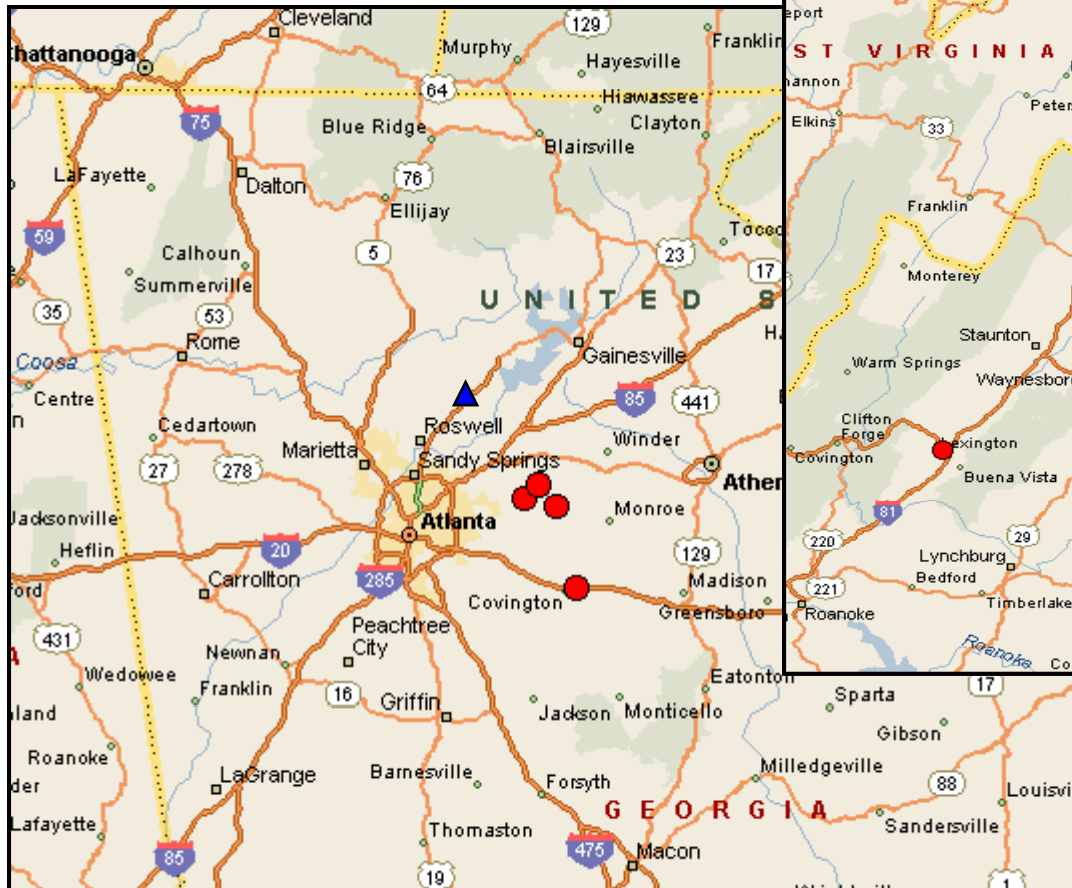 Cleveland
129
Franklin
Chattanooga
Murphy
Hayesville
64
Hiawassee
75
Blue Ridge
Clayton
Blairsville
LaFayette
Dalton
76
Ellijay
59
Calhoun
5
23
Summerville
17
35
53
UNITED S
Rome
Coosa
Gainesville
Centre
85
441
Cedartown
Roswell
Winder
Marietta
Sandy Springs
27
278
Jacksonville
Atlanta
Monroe
Heflin
20
129
Carrollton
285
Madison
Covington
Greensboro
431
Peachtree
City
Newnan
Wedowee
Franklin
16
Griffin
Jackson
Monticello
Eatonton
17
Sparta
Gibson
Roanoke
LaGrange
Barnesville
Forsyth
Milledgeville
88
GEORGIA
Lafayette
Thomaston
Sandersville
85
475
Macon
19
1
ST VIRGINIA
Elkins
33
Franklin
Monterey
Staunton
Warm Springs
Clifton
Forge
Lexington
Covington
Buena Vista
81
220
29
Lynchburg
221
Bedford
Timberlake
Roanoke
Roanoke